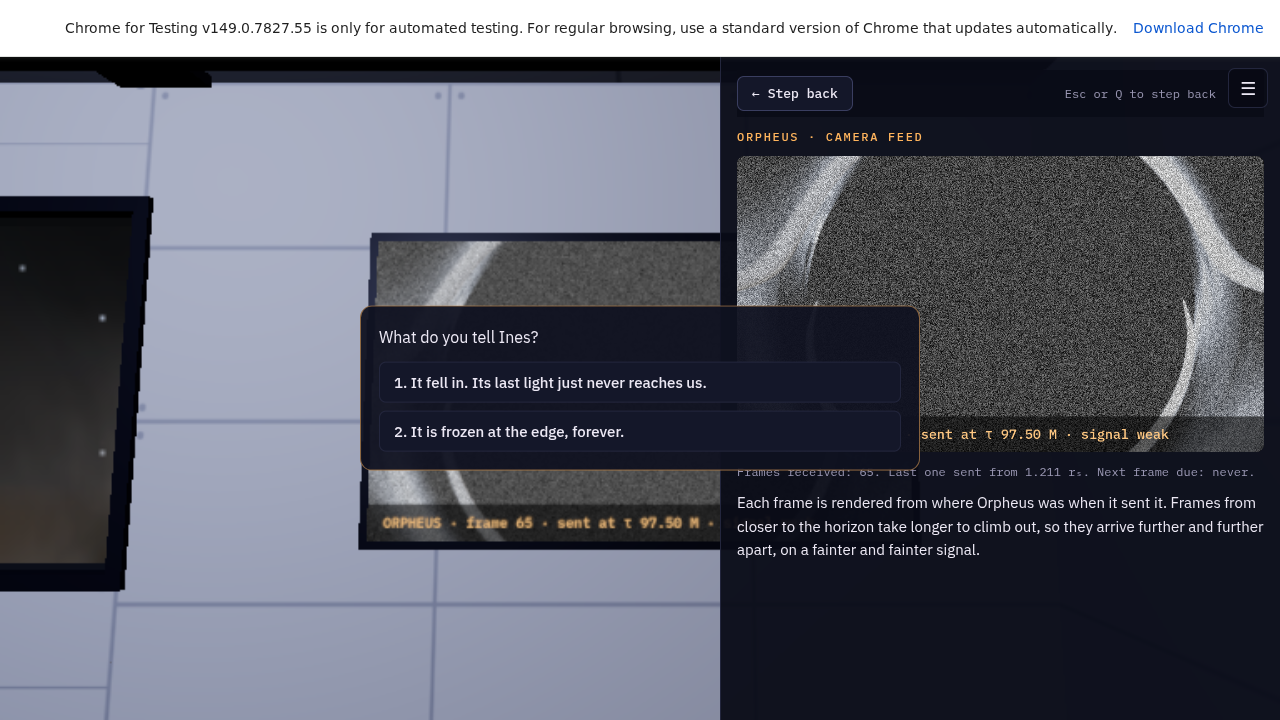 Chrome for Testing v149.0.7827.55 is only for automated testing. For regular browsing, use a standard version of Chrome that updates automatically. Download Chrome
← Step back
Esc or Q to step back
☰
ORPHEUS · CAMERA FEED
What do you tell Ines?
1. It fell in. Its last light just never reaches us.
2. It is frozen at the edge, forever.
sent at τ 97.50 M · signal weak
Frames received: 65. Last one sent from 1.211 rₛ. Next frame due: never.
ORPHEUS · frame 65 · sent at τ 97.50 M ·
Each frame is rendered from where Orpheus was when it sent it. Frames from
closer to the horizon take longer to climb out, so they arrive further and further
apart, on a fainter and fainter signal.